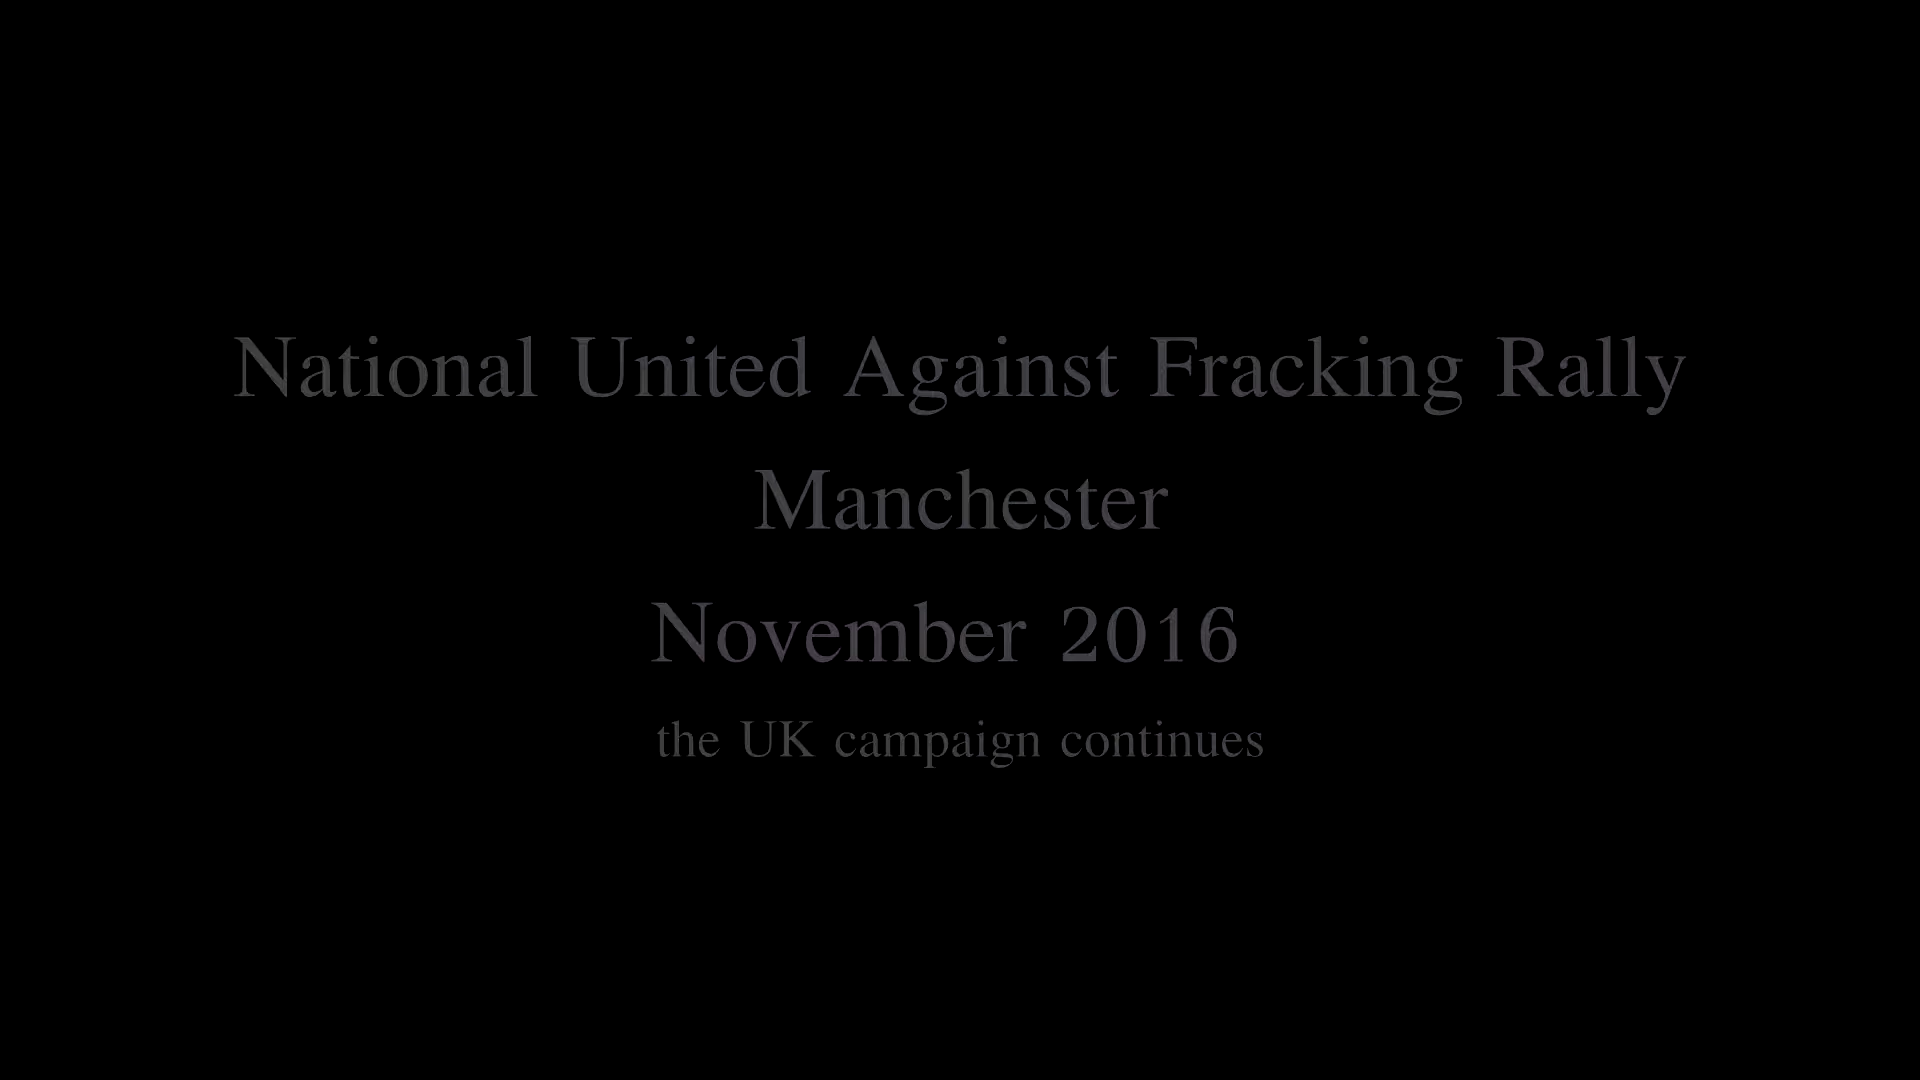 National United Against Fracking Rally
Manchester
November 2016
the UK campaign continues